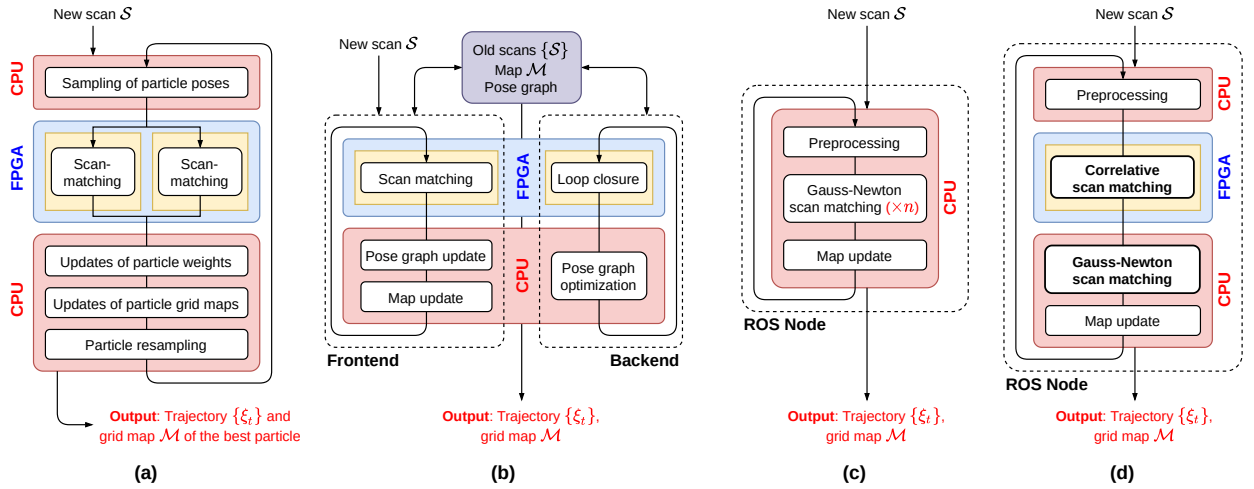 New scan 𝒮
CPU
Sampling of particle poses
FPGA
Scan-
matching
Scan-
matching
CPU
Updates of particle weights
Updates of particle grid maps
Particle resampling
Output: Trajectory {ξ_t} and
grid map ℳ of the best particle
(a)
New scan 𝒮
Old scans {𝒮}
Map ℳ
Pose graph
Scan matching
FPGA
Loop closure
Pose graph update
Map update
CPU
Pose graph
optimization
Frontend
Backend
Output: Trajectory {ξ_t},
grid map ℳ
(b)
New scan 𝒮
Preprocessing
Gauss-Newton
scan matching (×n)
Map update
CPU
ROS Node
Output: Trajectory {ξ_t},
grid map ℳ
(c)
New scan 𝒮
Preprocessing
CPU
Correlative
scan matching
FPGA
Gauss-Newton
scan matching
Map update
CPU
ROS Node
Output: Trajectory {ξ_t},
grid map ℳ
(d)